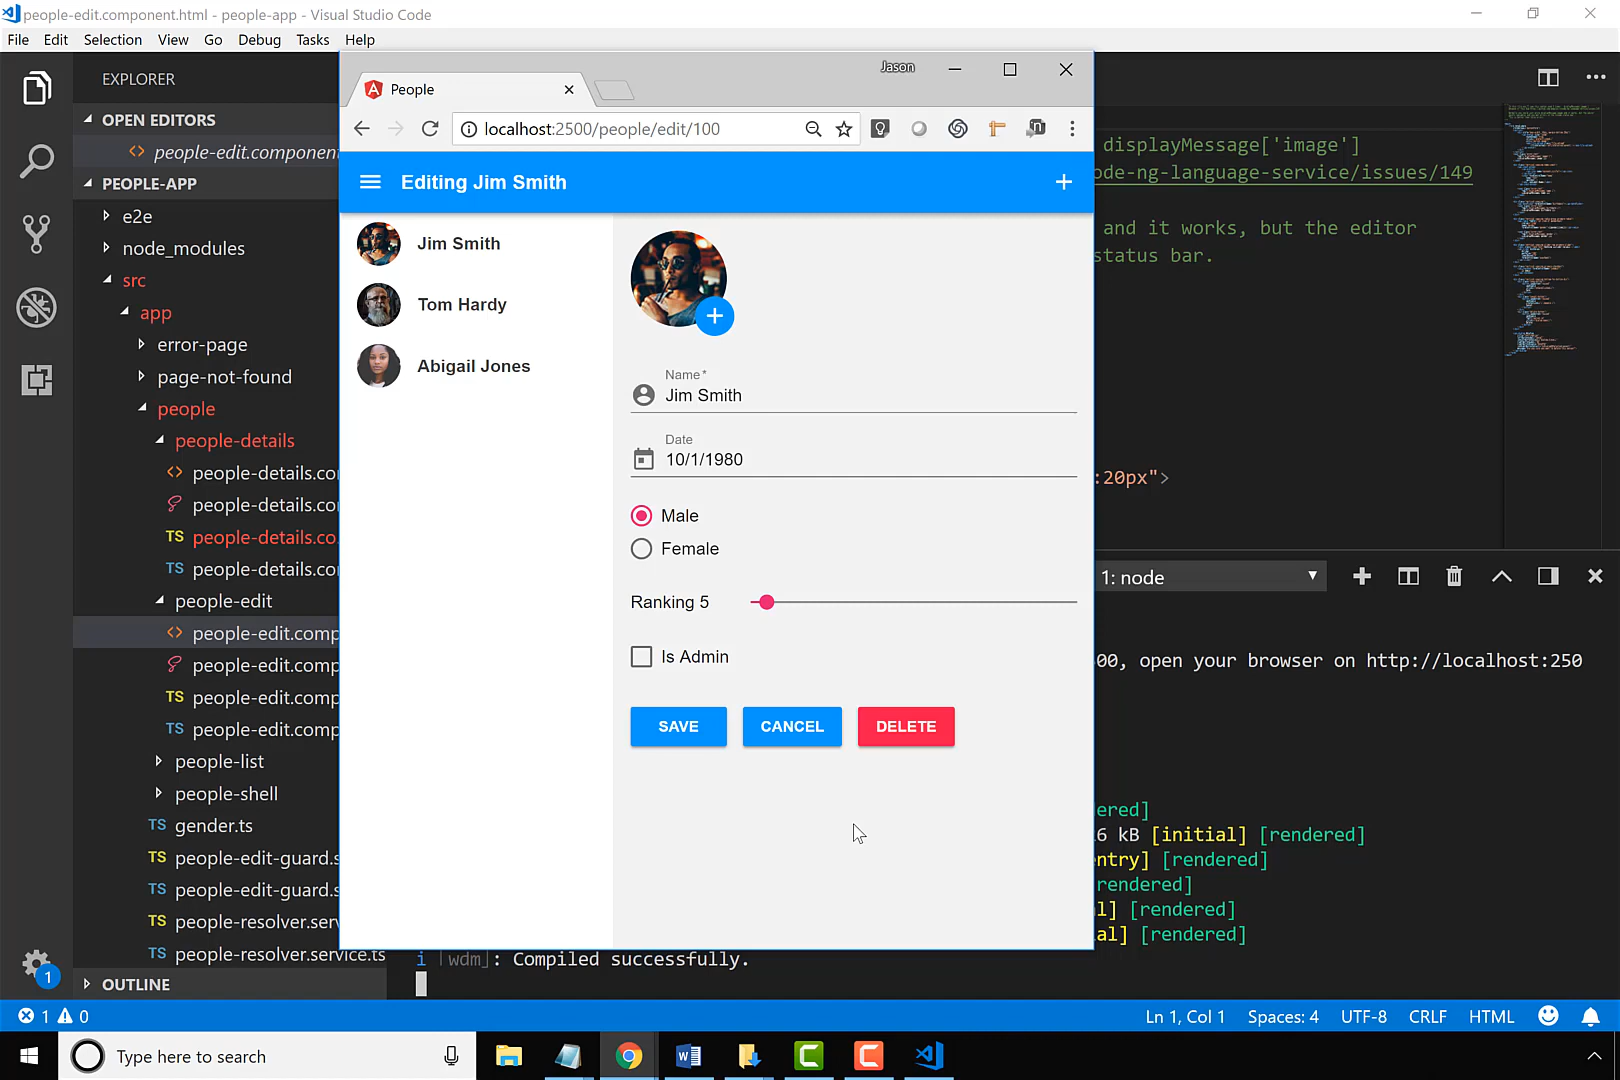 people-edit.component.html - people-app - Visual Studio Code
File Edit Selection View Go Debug Tasks Help
EXPLORER
OPEN EDITORS
people-edit.component
PEOPLE-APP
e2e
node_modules
src
app
error-page
page-not-found
people
people-details
people-details.co
people-details.co
TS people-details.co
TS people-details.co
people-edit
people-edit.comp
people-edit.comp
TS people-edit.comp
TS people-edit.comp
people-list
people-shell
TS gender.ts
TS people-edit-guard.s
TS people-edit-guard.s
TS people-resolver.serv
TS people-resolver.service.ts
OUTLINE
Jason
People
localhost:2500/people/edit/100
Editing Jim Smith
Jim Smith
Tom Hardy
Abigail Jones
Name*
Jim Smith
Date
10/1/1980
Male
Female
Ranking 5
Is Admin
SAVE CANCEL DELETE
displayMessage['image']
ode-ng-language-service/issues/149
and it works, but the editor
status bar.
:20px">
1: node
00, open your browser on http://localhost:250
ered]
6 kB [initial] [rendered]
entry] [rendered]
rendered]
l] [rendered]
al] [rendered]
i ｢wdm｣: Compiled successfully.
1
1 0
Ln 1, Col 1 Spaces: 4 UTF-8 CRLF HTML
Type here to search